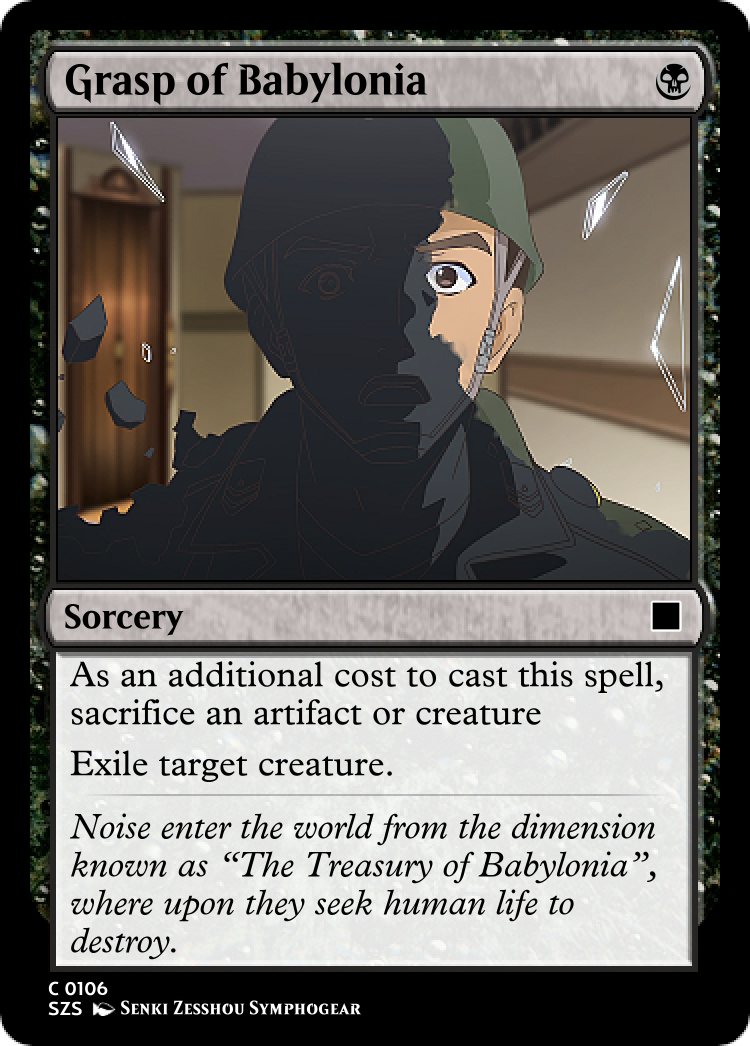 Grasp of Babylonia
Sorcery
As an additional cost to cast this spell,
sacrifice an artifact or creature
Exile target creature.
Noise enter the world from the dimension
known as “The Treasury of Babylonia”,
where upon they seek human life to
destroy.
C 0106
SZS Senki Zesshou Symphogear